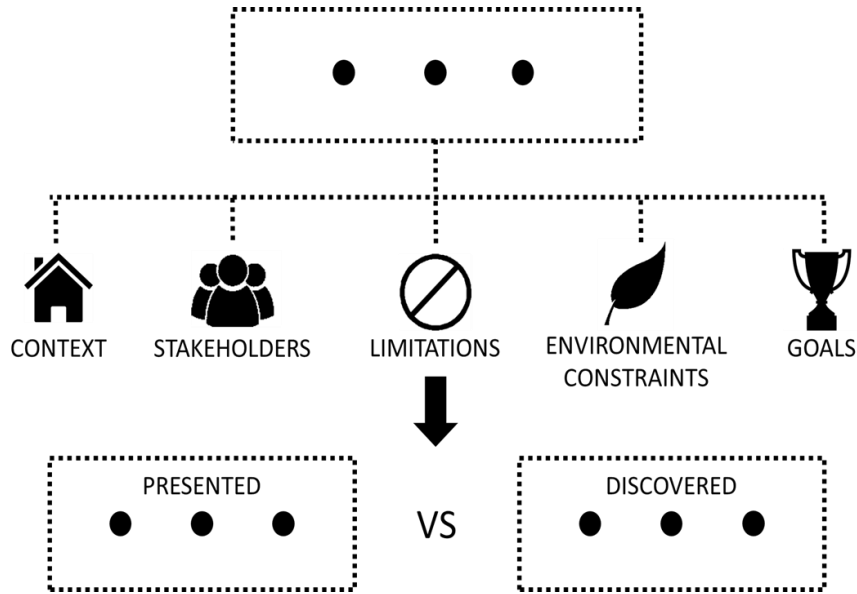 CONTEXT
STAKEHOLDERS
LIMITATIONS
ENVIRONMENTAL
CONSTRAINTS
GOALS
PRESENTED
VS
DISCOVERED